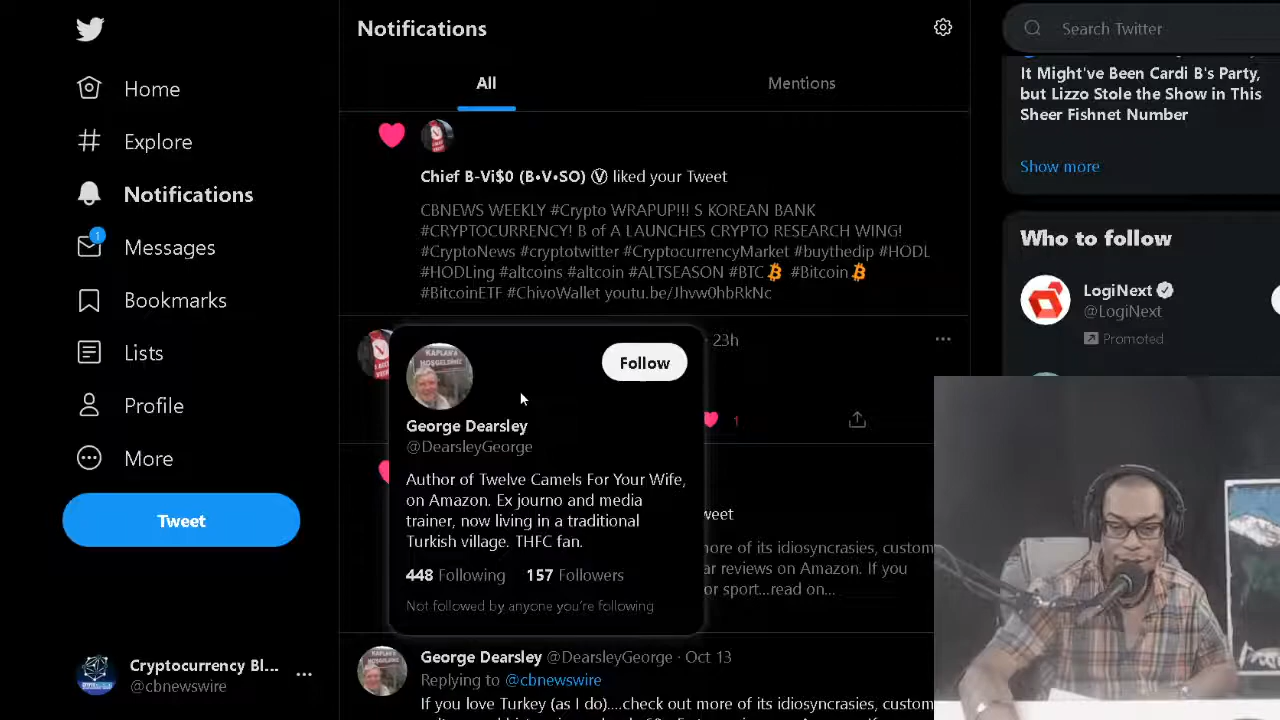 Notifications
Search Twitter
All
Mentions
Home
Explore
Notifications
1
Messages
Bookmarks
Lists
Profile
More
Tweet
Cryptocurrency Bl...
@cbnewswire
Chief B-Vi$0 (B•V•SO) Ⓥ liked your Tweet
CBNEWS WEEKLY #Crypto WRAPUP!!! S KOREAN BANK
#CRYPTOCURRENCY! B of A LAUNCHES CRYPTO RESEARCH WING!
#CryptoNews #cryptotwitter #CryptocurrencyMarket #buythedip #HODL
#HODLing #altcoins #altcoin #ALTSEASON #BTC #Bitcoin
#BitcoinETF #ChivoWallet youtu.be/Jhvw0hbRkNc
· 23h
1
KAPLAN'A
HOŞGELDİNİZ
Follow
George Dearsley
@DearsleyGeorge
Author of Twelve Camels For Your Wife,
on Amazon. Ex journo and media
trainer, now living in a traditional
Turkish village. THFC fan.
448 Following 157 Followers
Not followed by anyone you're following
weet
more of its idiosyncrasies, custom
ar reviews on Amazon. If you
or sport...read on...
George Dearsley @DearsleyGeorge · Oct 13
Replying to @cbnewswire
If you love Turkey (as I do)....check out more of its idiosyncrasies, custom
It Might've Been Cardi B's Party,
but Lizzo Stole the Show in This
Sheer Fishnet Number
Show more
Who to follow
LogiNext
@LogiNext
Promoted